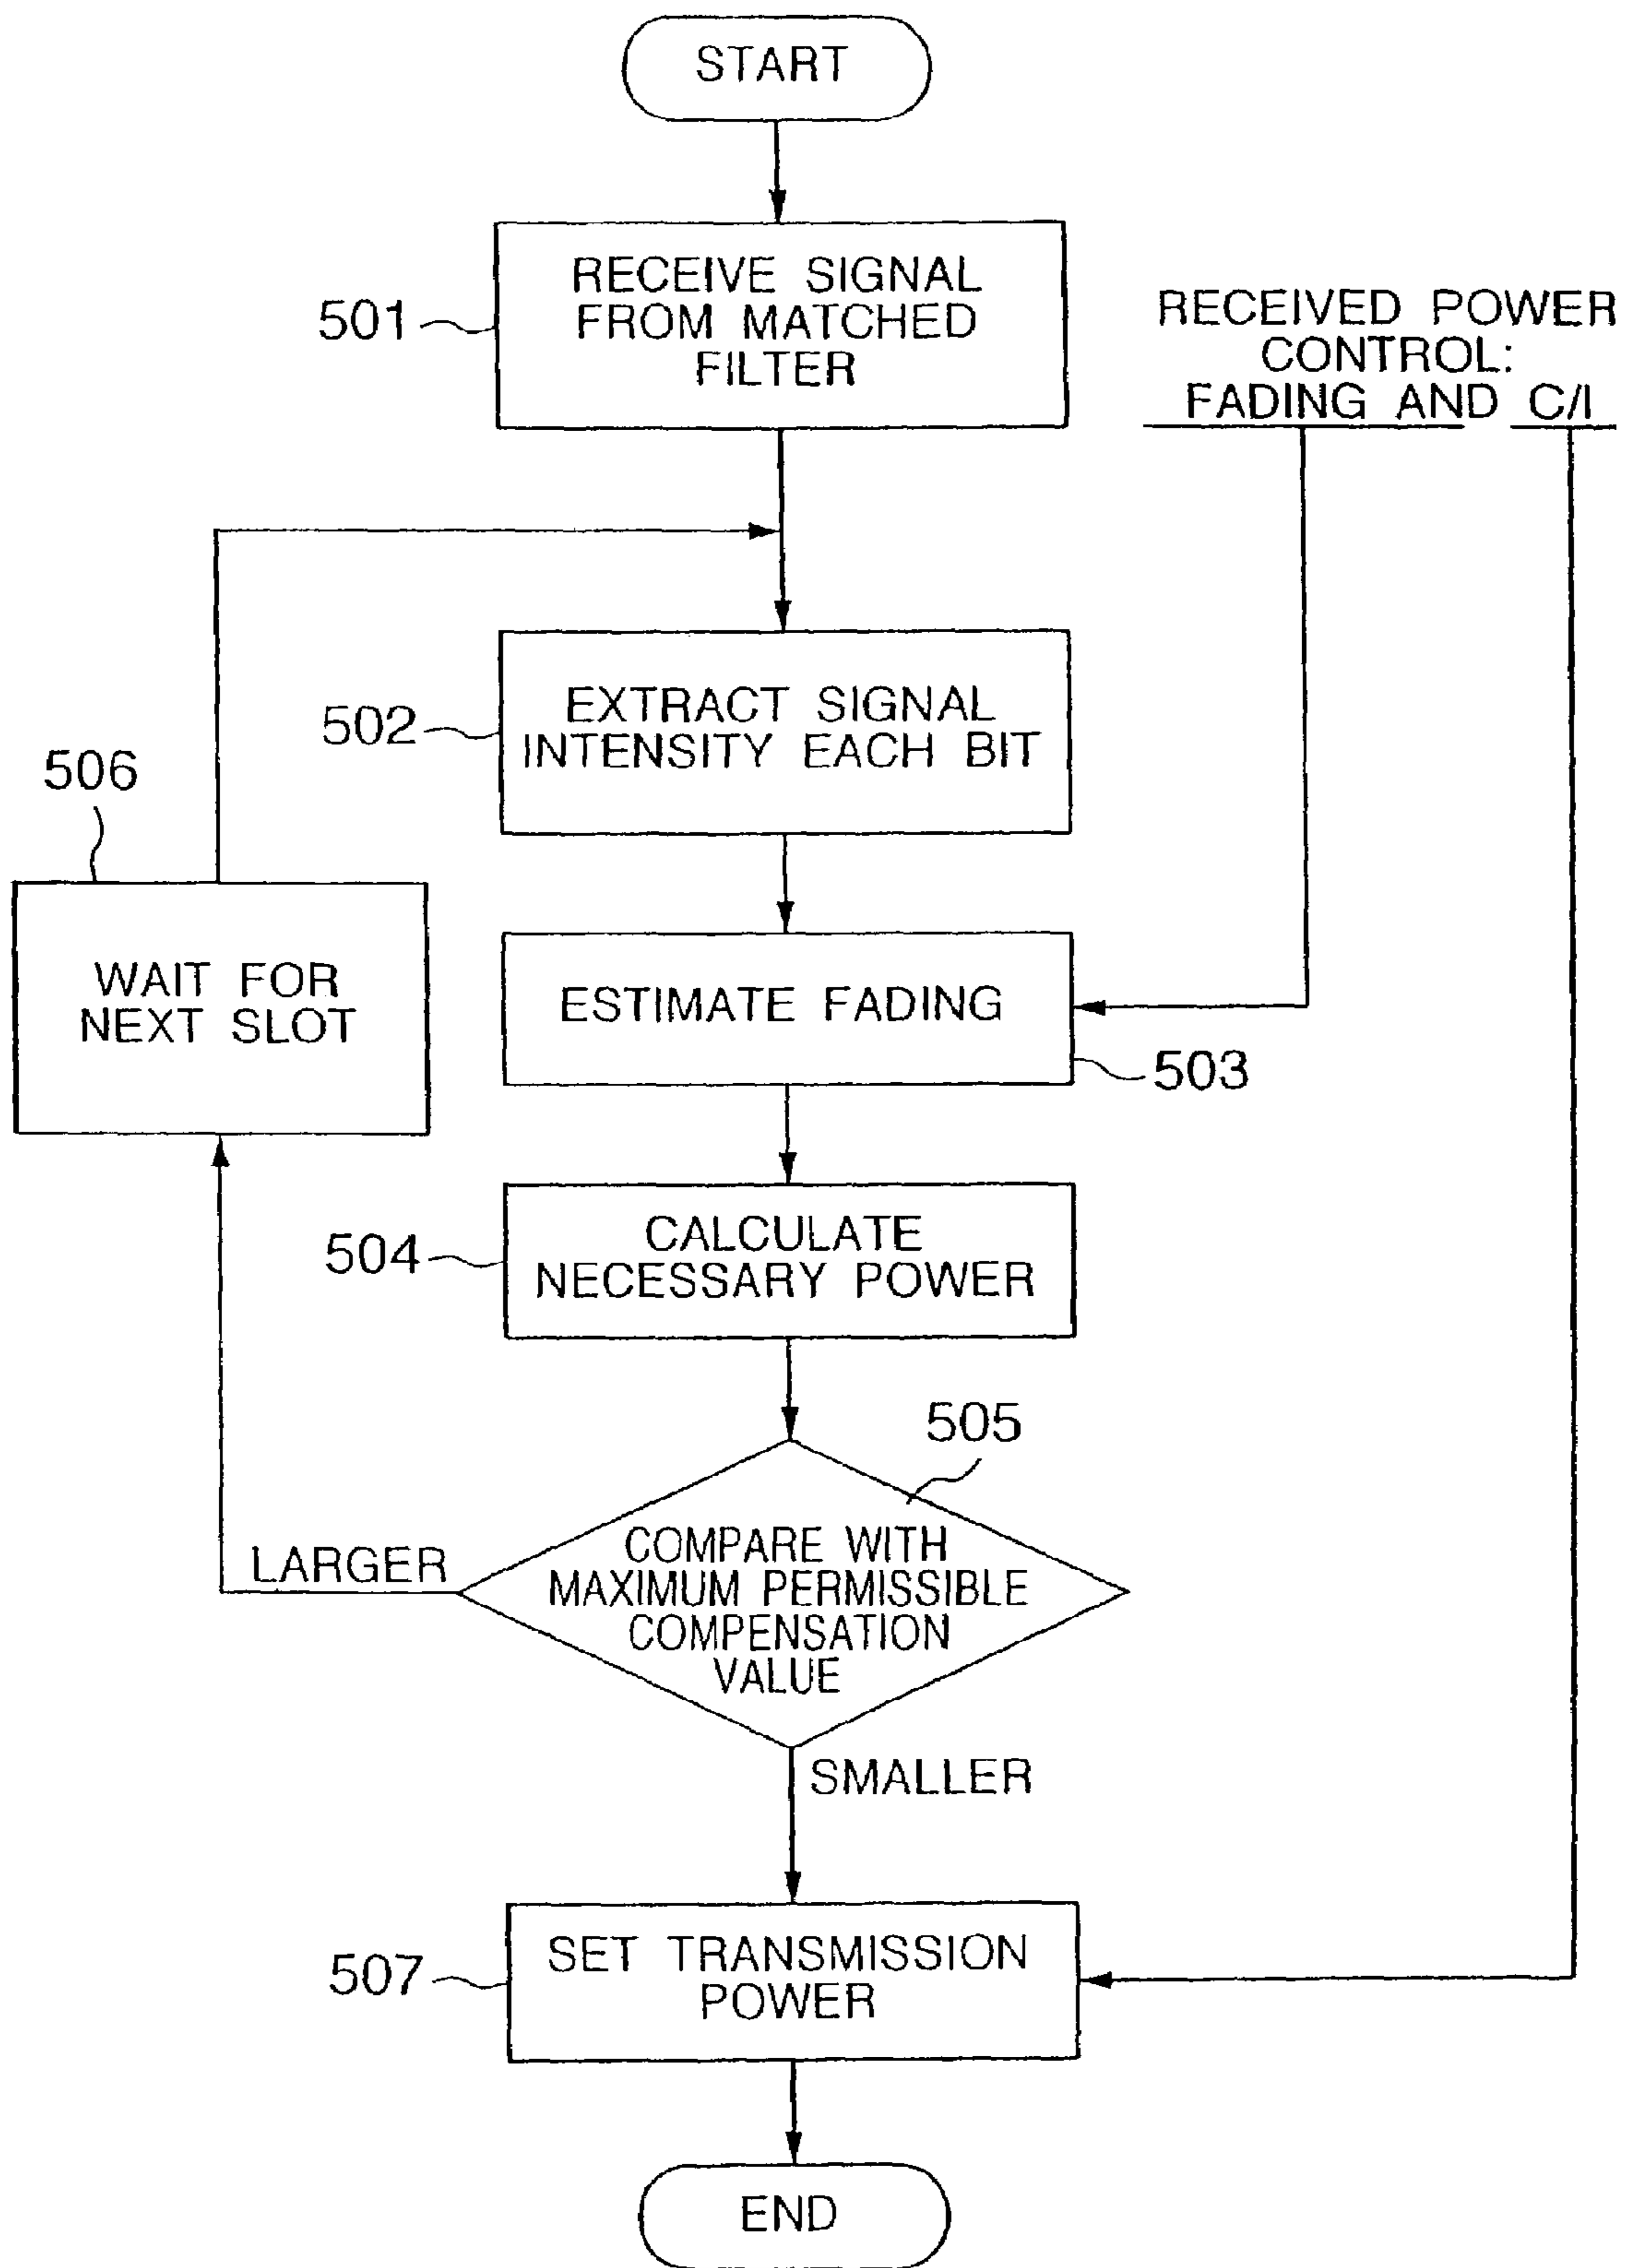 START
RECEIVE SIGNAL
FROM MATCHED
FILTER
501
RECEIVED POWER
CONTROL:
FADING AND C/I
EXTRACT SIGNAL
INTENSITY EACH BIT
502
506
WAIT FOR
NEXT SLOT
ESTIMATE FADING
503
CALCULATE
NECESSARY POWER
504
505
COMPARE WITH
MAXIMUM PERMISSIBLE
COMPENSATION
VALUE
LARGER
SMALLER
SET TRANSMISSION
POWER
507
END